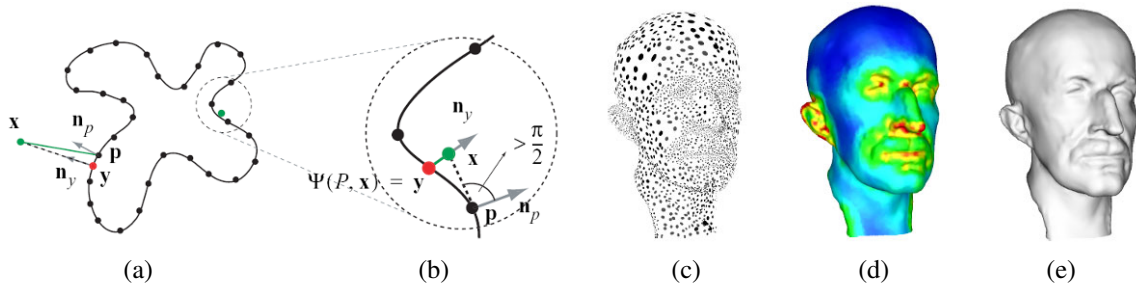 x
n_p
p
n_y
y
Ψ(P, x) =
n_y
x
> π/2
y
p
n_p
(a)
(b)
(c)
(d)
(e)